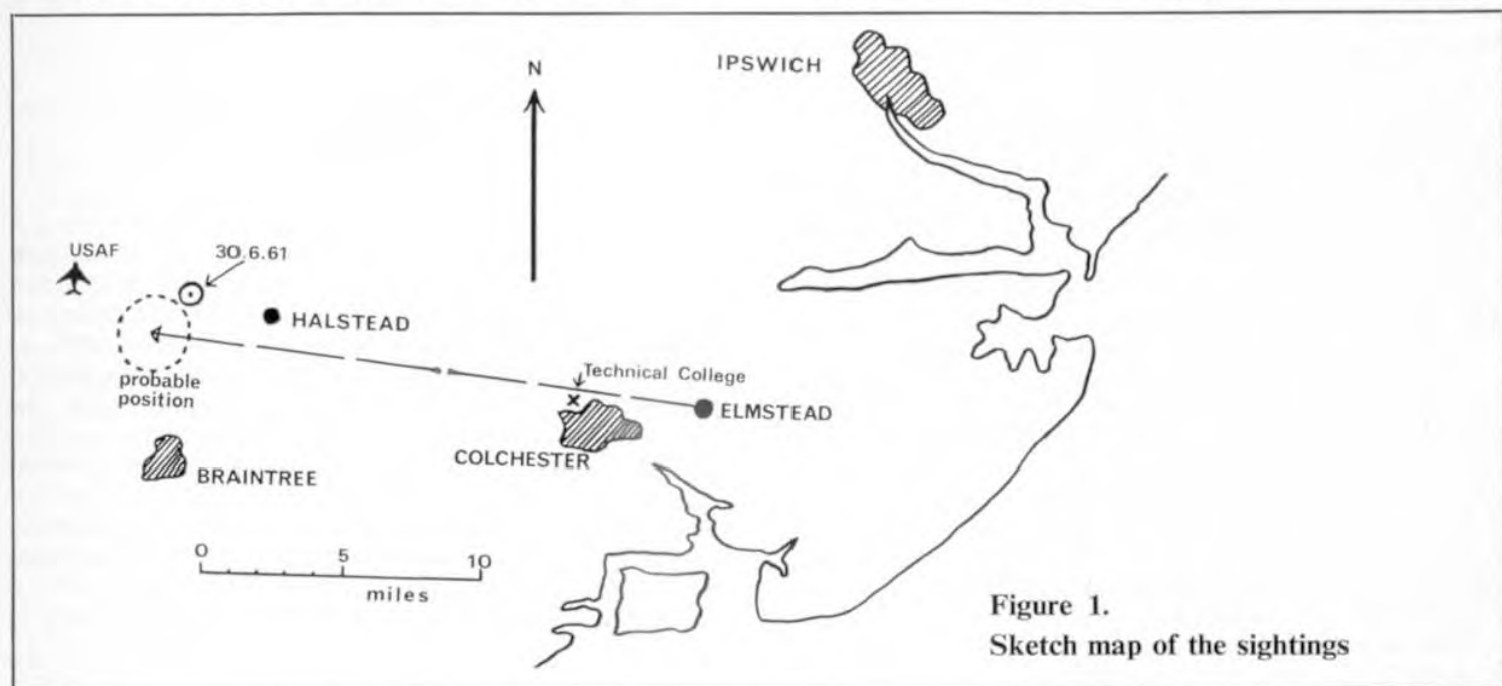 IPSWICH
N
USAF
30.6.61
HALSTEAD
probable
position
Technical College
ELMSTEAD
COLCHESTER
BRAINTREE
0 5 10
miles
Figure 1.
Sketch map of the sightings